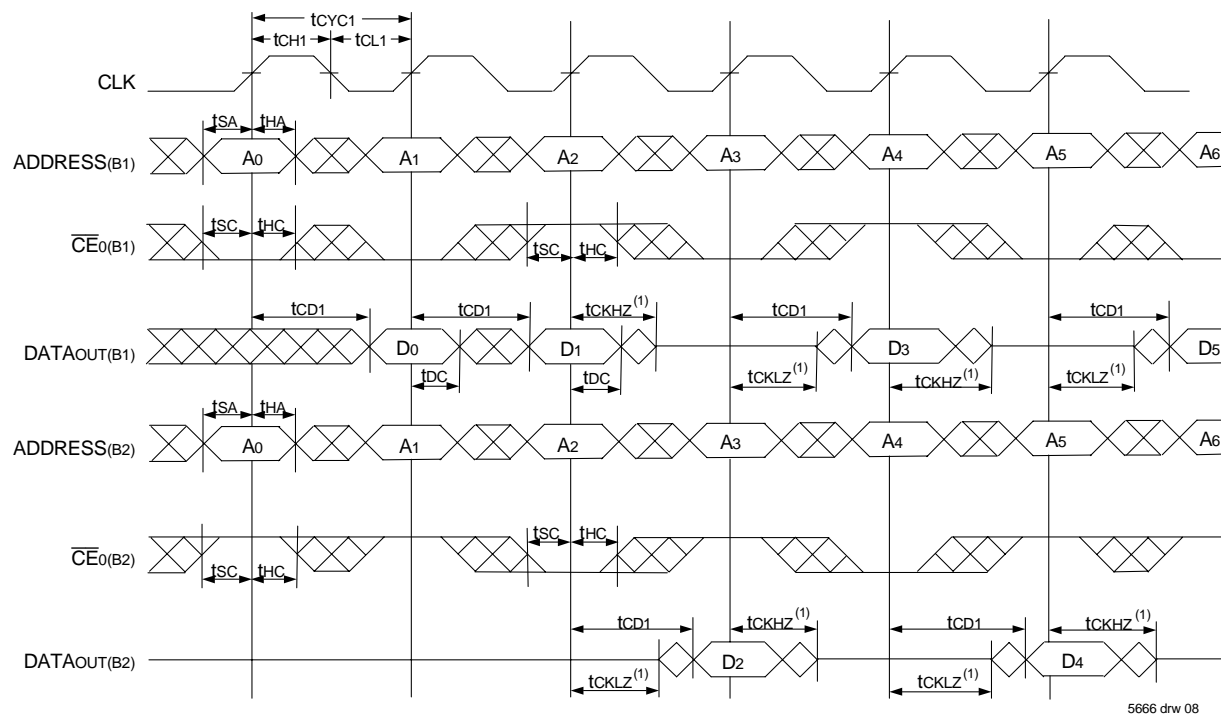 tCYC1
tCH1 tCL1
CLK
tSA tHA
ADDRESS(B1) A0 A1 A2 A3 A4 A5 A6
tSC tHC
CE0(B1)
tSC tHC
tCD1 tCD1 tCKHZ(1) tCD1 tCD1
DATAOUT(B1) D0 D1 D3 D5
tDC tDC tCKLZ(1) tCKHZ(1) tCKLZ(1)
tSA tHA
ADDRESS(B2) A0 A1 A2 A3 A4 A5 A6
tSC tHC
CE0(B2)
tSC tHC
tCD1 tCKHZ(1) tCD1 tCKHZ(1)
DATAOUT(B2) D2 D4
tCKLZ(1) tCKLZ(1)
5666 drw 08